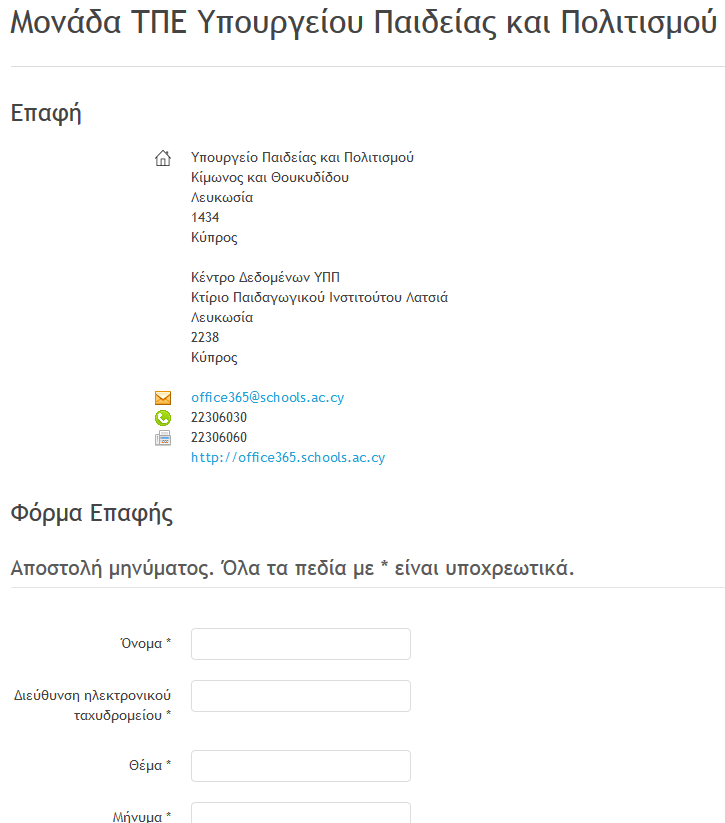 Μονάδα ΤΠΕ Υπουργείου Παιδείας και Πολιτισμού
Επαφή
Υπουργείο Παιδείας και Πολιτισμού
Κίμωνος και Θουκυδίδου
Λευκωσία
1434
Κύπρος
Κέντρο Δεδομένων ΥΠΠ
Κτίριο Παιδαγωγικού Ινστιτούτου Λατσιά
Λευκωσία
2238
Κύπρος
office365@schools.ac.cy
22306030
22306060
http://office365.schools.ac.cy
Φόρμα Επαφής
Αποστολή μηνύματος. Όλα τα πεδία με * είναι υποχρεωτικά.
Όνομα *
Διεύθυνση ηλεκτρονικού
ταχυδρομείου *
Θέμα *
Μήνυμα *